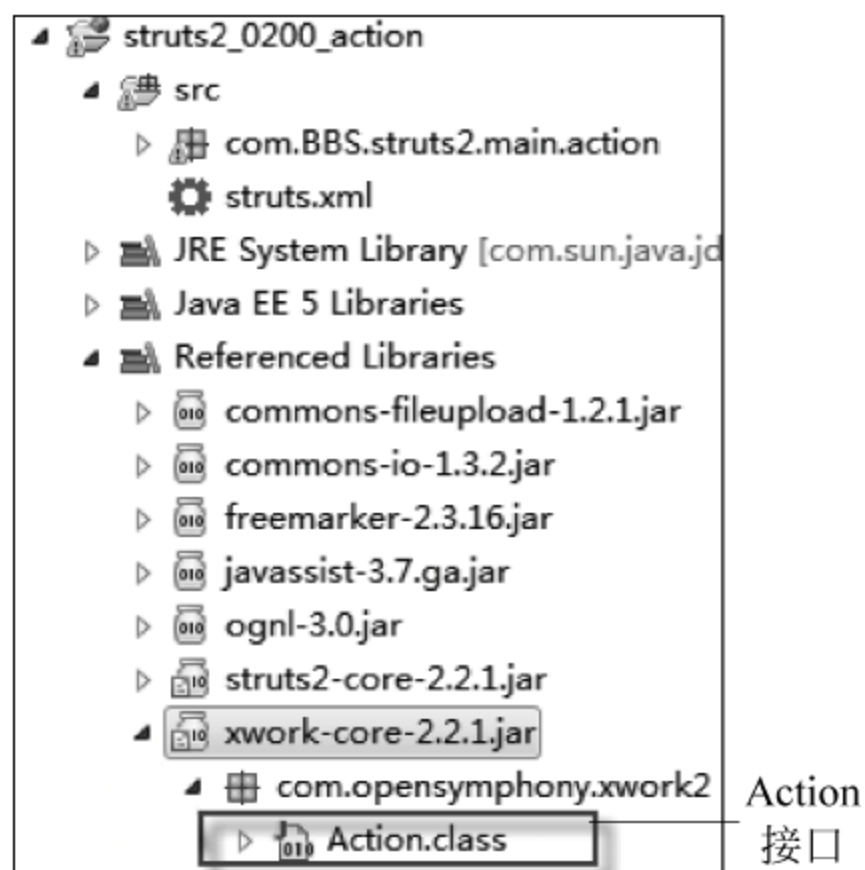 struts2_0200_action
src
com.BBS.struts2.main.action
struts.xml
JRE System Library [com.sun.java.jd
Java EE 5 Libraries
Referenced Libraries
commons-fileupload-1.2.1.jar
commons-io-1.3.2.jar
freemarker-2.3.16.jar
javassist-3.7.ga.jar
ognl-3.0.jar
struts2-core-2.2.1.jar
xwork-core-2.2.1.jar
com.opensymphony.xwork2
Action.class
Action
接口